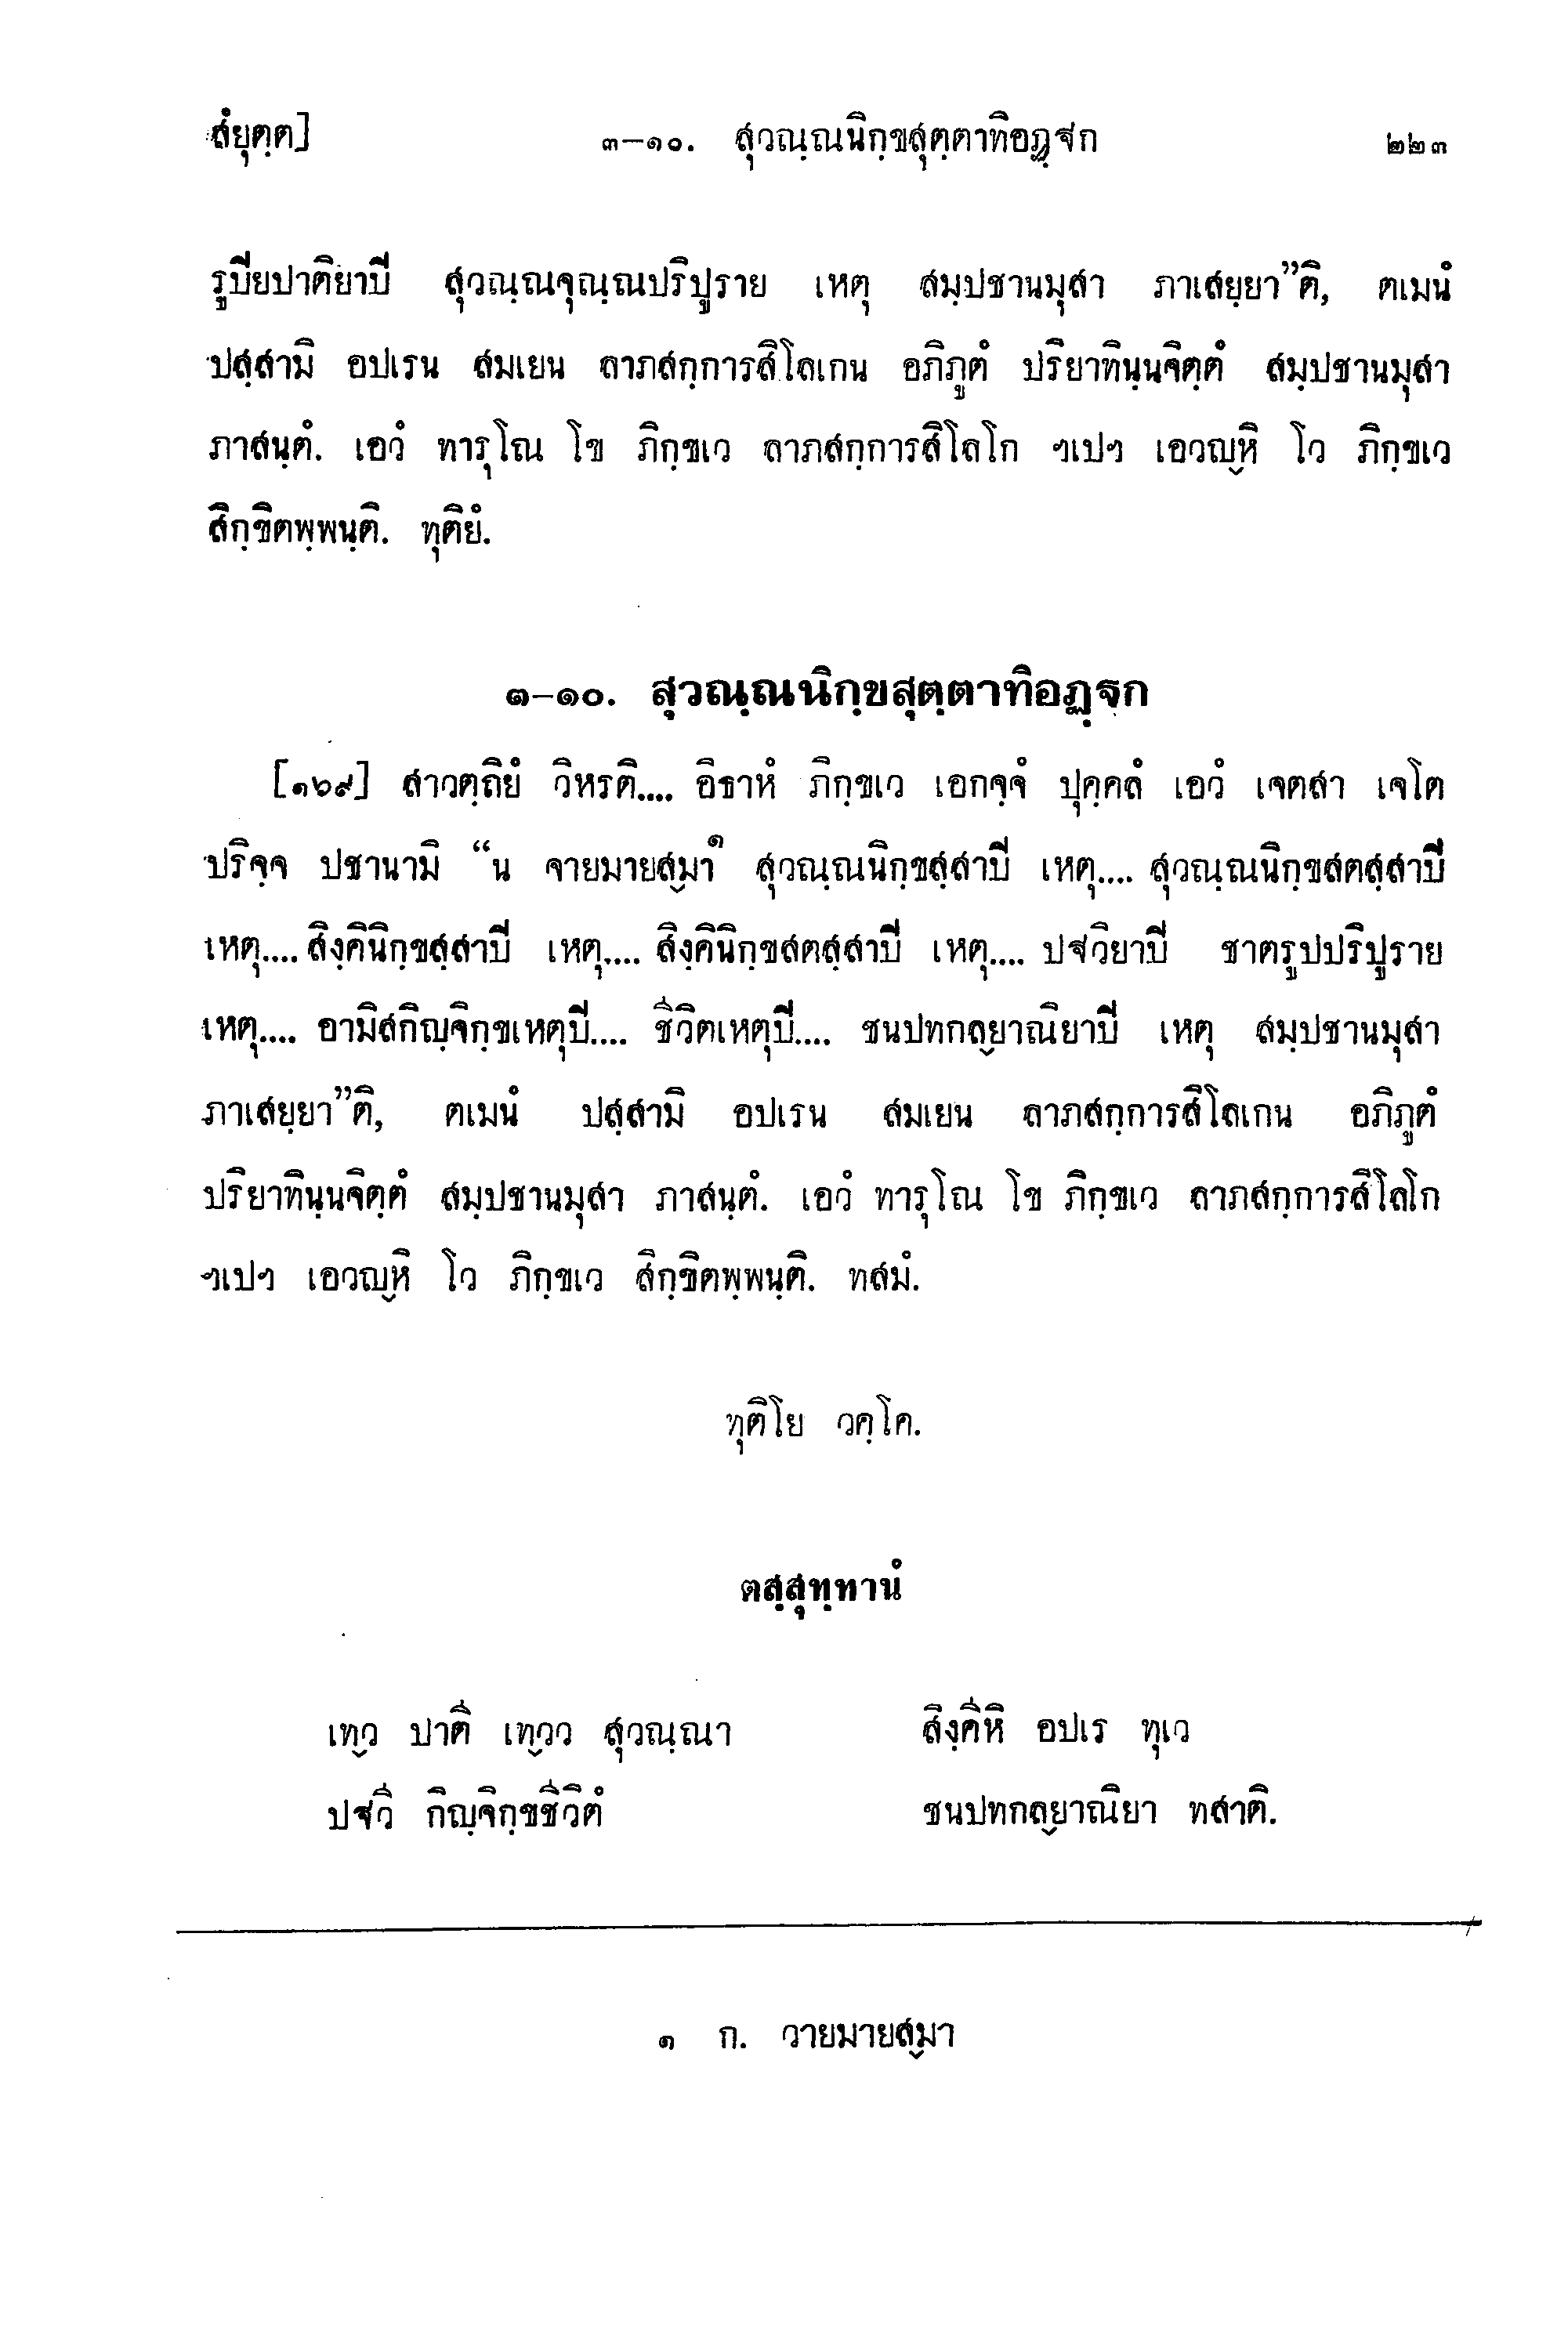 สํยุตฺต] ๓-๑๐. สุวณฺณนิกฺขสุตฺตาทิอฏฺฐก ๒๒๓
รูปิยปาติยาปิ สุวณฺณจุณฺณปริปูราย เหตุ สมฺปชานมุสา ภาเสยฺยา”ติ, ตเมนํ
ปสฺสามิ อปเรน สมเยน ลาภสกฺการสิโลเกน อภิภูตํ ปริยาทินฺนจิตฺตํ สมฺปชานมุสา
ภาสนฺตํ. เอวํ ทารุโณ โข ภิกฺขเว ลาภสกฺการสิโลโก ฯเปฯ เอวญฺหิ โว ภิกฺขเว
สิกฺขิตพฺพนฺติ. ทุติยํ.
๓-๑๐. สุวณฺณนิกฺขสุตฺตาทิอฏฺฐก
[๑๖๙] สาวตฺถิยํ วิหรติ.... อิธาหํ ภิกฺขเว เอกจฺจํ ปุคฺคลํ เอวํ เจตสา เจโต
ปริจฺจ ปชานามิ “น จายมายสฺมา๑ สุวณฺณนิกฺขสฺสาปิ เหตุ.... สุวณฺณนิกฺขสตสฺสาปิ
เหตุ.... สิงฺคินิกฺขสฺสาปิ เหตุ.... สิงฺคินิกฺขสตสฺสาปิ เหตุ.... ปฐวิยาปิ ชาตรูปปริปูราย
เหตุ.... อามิสกิญฺจิกฺขเหตุปิ.... ชีวิตเหตุปิ.... ชนปทกลฺยาณิยาปิ เหตุ สมฺปชานมุสา
ภาเสยฺยา”ติ, ตเมนํ ปสฺสามิ อปเรน สมเยน ลาภสกฺการสิโลเกน อภิภูตํ
ปริยาทินฺนจิตฺตํ สมฺปชานมุสา ภาสนฺตํ. เอวํ ทารุโณ โข ภิกฺขเว ลาภสกฺการสิโลโก
ฯเปฯ เอวญฺหิ โว ภิกฺขเว สิกฺขิตพฺพนฺติ. ทสมํ.
ทุติโย วคฺโค.
ตสฺสุทฺทานํ
เทฺว ปาตี เทฺวว สุวณฺณา สิงฺคีหิ อปเร ทุเว
ปฐวี กิญฺจิกฺขชีวิตํ ชนปทกลฺยาณิยา ทสาติ.
๑ ก. วายมายสฺมา